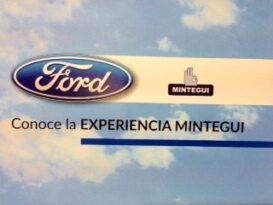 Ford
MINTEGUI
Conoce la EXPERIENCIA MINTEGUI